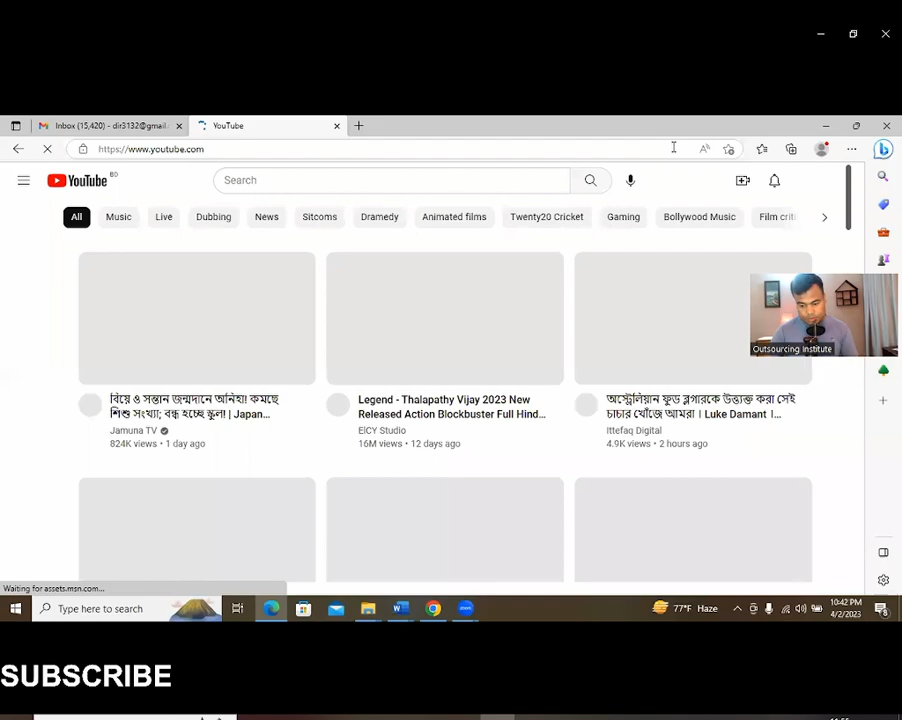 Inbox (15,420) - dir3132@gmail.
YouTube
https://www.youtube.com
YouTube BD
Search
All
Music
Live
Dubbing
News
Sitcoms
Dramedy
Animated films
Twenty20 Cricket
Gaming
Bollywood Music
Film criti
Outsourcing Institute
বিয়ে ও সন্তান জন্মদানে অনিহা! কমছে
শিশু সংখ্যা; বন্ধ হচ্ছে স্কুল! | Japan...
Jamuna TV
824K views • 1 day ago
Legend - Thalapathy Vijay 2023 New
Released Action Blockbuster Full Hind...
EICY Studio
16M views • 12 days ago
অস্ট্রেলিয়ান ফুড ব্লগারকে উত্ত্যক্ত করা সেই
চাচার খোঁজে আমরা । Luke Damant ।...
Ittefaq Digital
4.9K views • 2 hours ago
Waiting for assets.msn.com...
Type here to search
77°F Haze
10:42 PM
4/2/2023
8
SUBSCRIBE